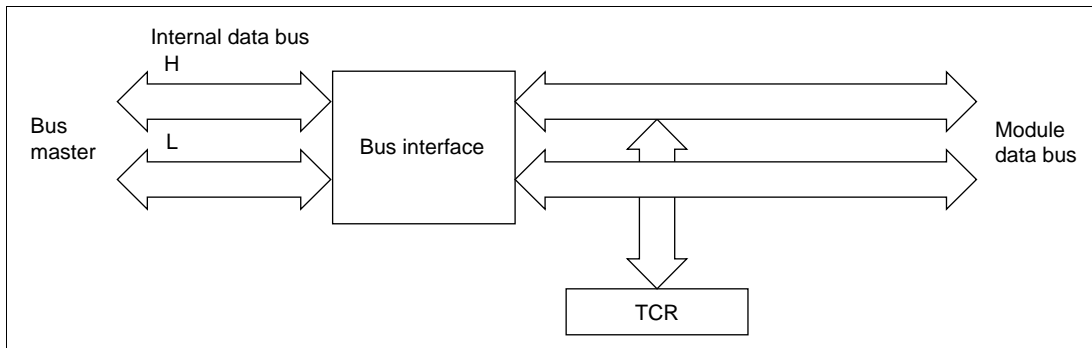 Internal data bus
H
Bus
master
L
Bus interface
Module
data bus
TCR